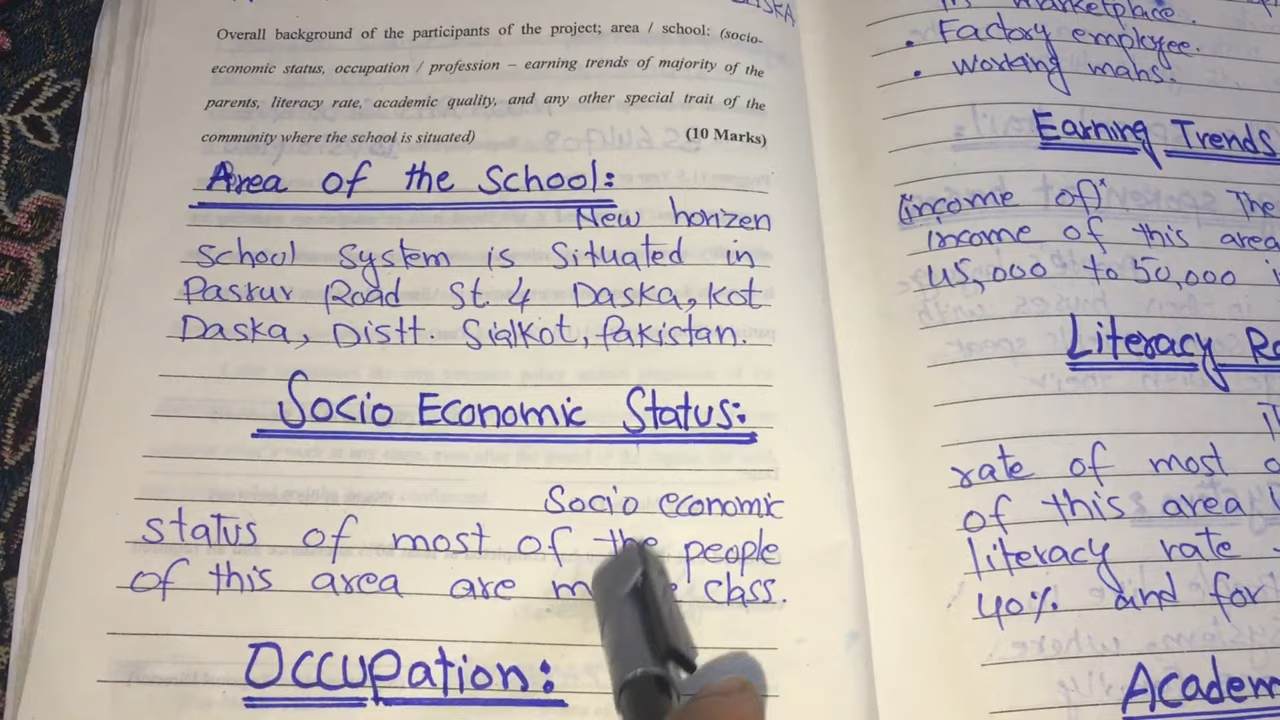 Overall background of the participants of the project; area / school: (socio-
economic status, occupation / profession – earning trends of majority of the
parents, literacy rate, academic quality, and any other special trait of the
community where the school is situated) (10 Marks)
Area of the School:
New horizen
School System is Situated in
Pasrur Road St. 4 Daska, Kot
Daska, Distt. Sialkot, Pakistan.
Socio Economic Status:
Socio economic
status of most of the people
of this area are class.
Occupation:
marketplace.
• Factory employee.
• Working mans.
Earning Trends
(income of) The
income of this area
45,000 to 50,000
Literacy
rate of most
of this area
literacy rate
40% and for
Academ